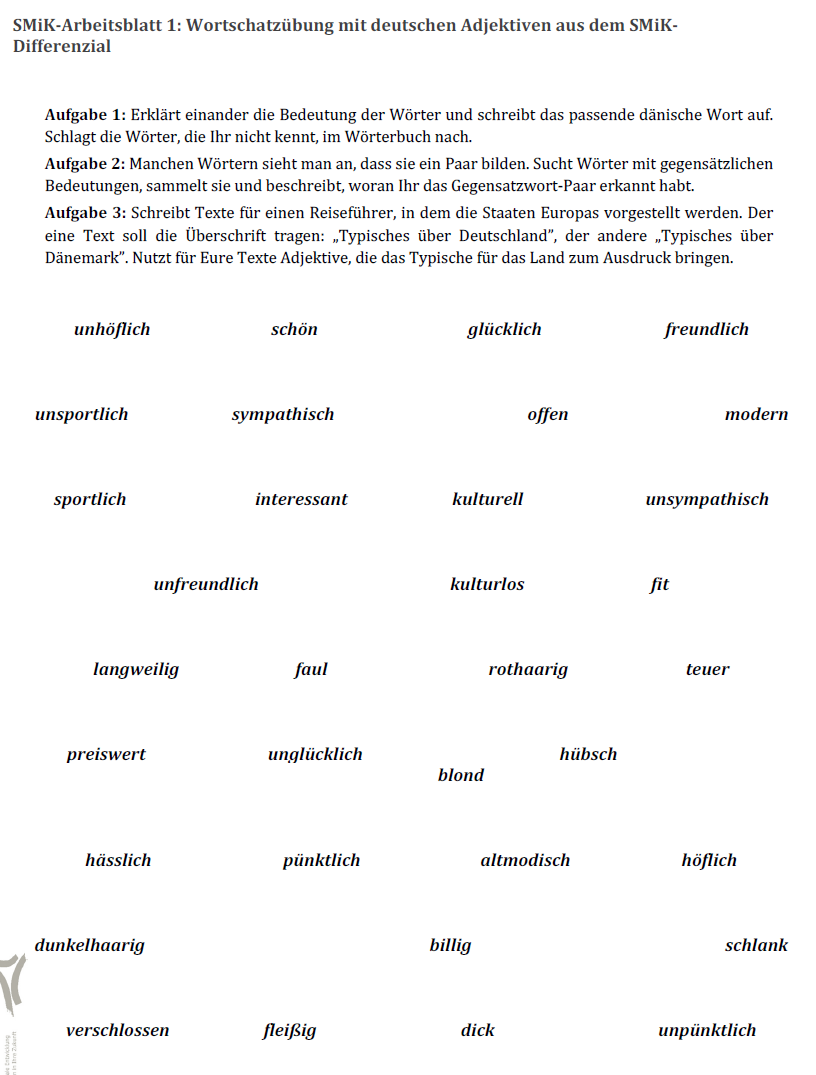 SMiK-Arbeitsblatt 1: Wortschatzübung mit deutschen Adjektiven aus dem SMiK-
Differenzial
Aufgabe 1: Erklärt einander die Bedeutung der Wörter und schreibt das passende dänische Wort auf.
Schlagt die Wörter, die Ihr nicht kennt, im Wörterbuch nach.
Aufgabe 2: Manchen Wörtern sieht man an, dass sie ein Paar bilden. Sucht Wörter mit gegensätzlichen
Bedeutungen, sammelt sie und beschreibt, woran Ihr das Gegensatzwort-Paar erkannt habt.
Aufgabe 3: Schreibt Texte für einen Reiseführer, in dem die Staaten Europas vorgestellt werden. Der
eine Text soll die Überschrift tragen: „Typisches über Deutschland”, der andere „Typisches über
Dänemark”. Nutzt für Eure Texte Adjektive, die das Typische für das Land zum Ausdruck bringen.
unhöflich schön glücklich freundlich
unsportlich sympathisch offen modern
sportlich interessant kulturell unsympathisch
unfreundlich kulturlos fit
langweilig faul rothaarig teuer
preiswert unglücklich hübsch
blond
hässlich pünktlich altmodisch höflich
dunkelhaarig billig schlank
verschlossen fleißig dick unpünktlich